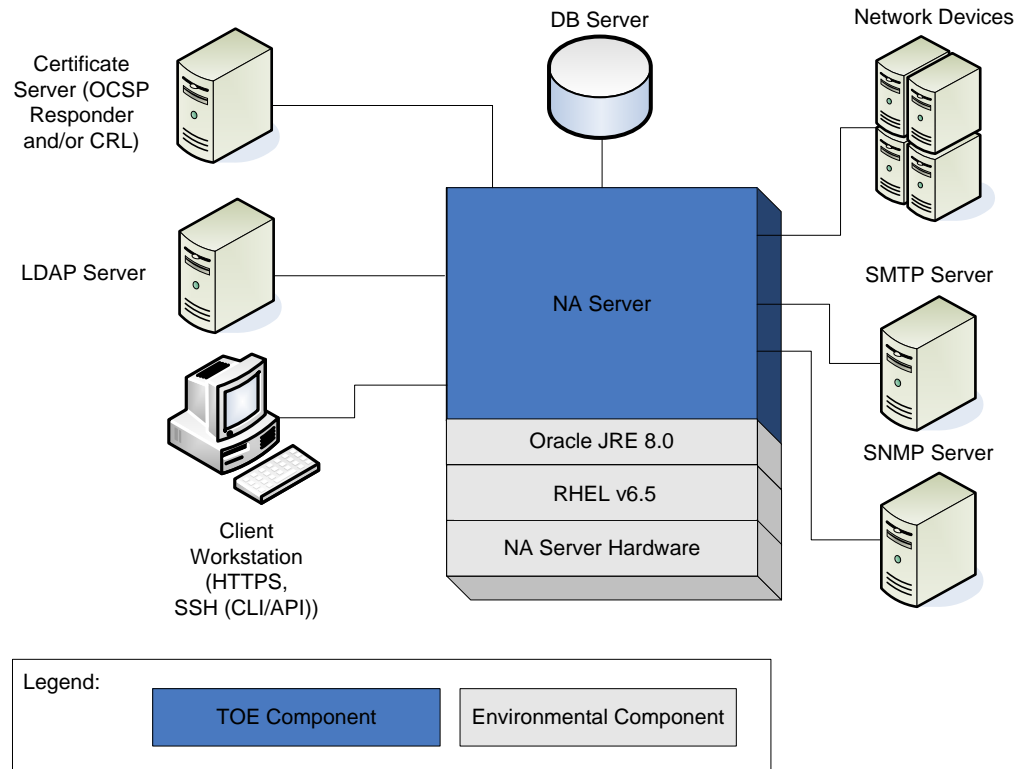 DB Server
Network Devices
Certificate
Server (OCSP
Responder
and/or CRL)
LDAP Server
NA Server
SMTP Server
Oracle JRE 8.0
SNMP Server
RHEL v6.5
NA Server Hardware
Client
Workstation
(HTTPS,
SSH (CLI/API))
Legend:
TOE Component
Environmental Component